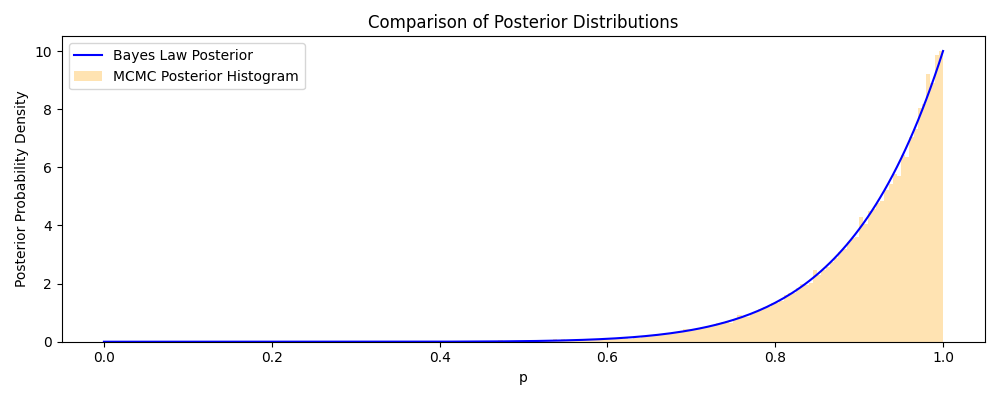 Comparison of Posterior Distributions
Bayes Law Posterior
MCMC Posterior Histogram
Posterior Probability Density
10
8
6
4
2
0
0.0 0.2 0.4 0.6 0.8 1.0
p